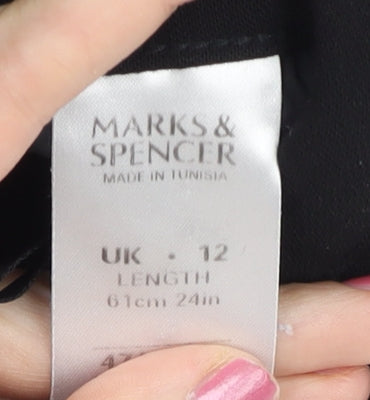 MARKS &
SPENCER
MADE IN TUNISIA
UK • 12
LENGTH
61cm 24in